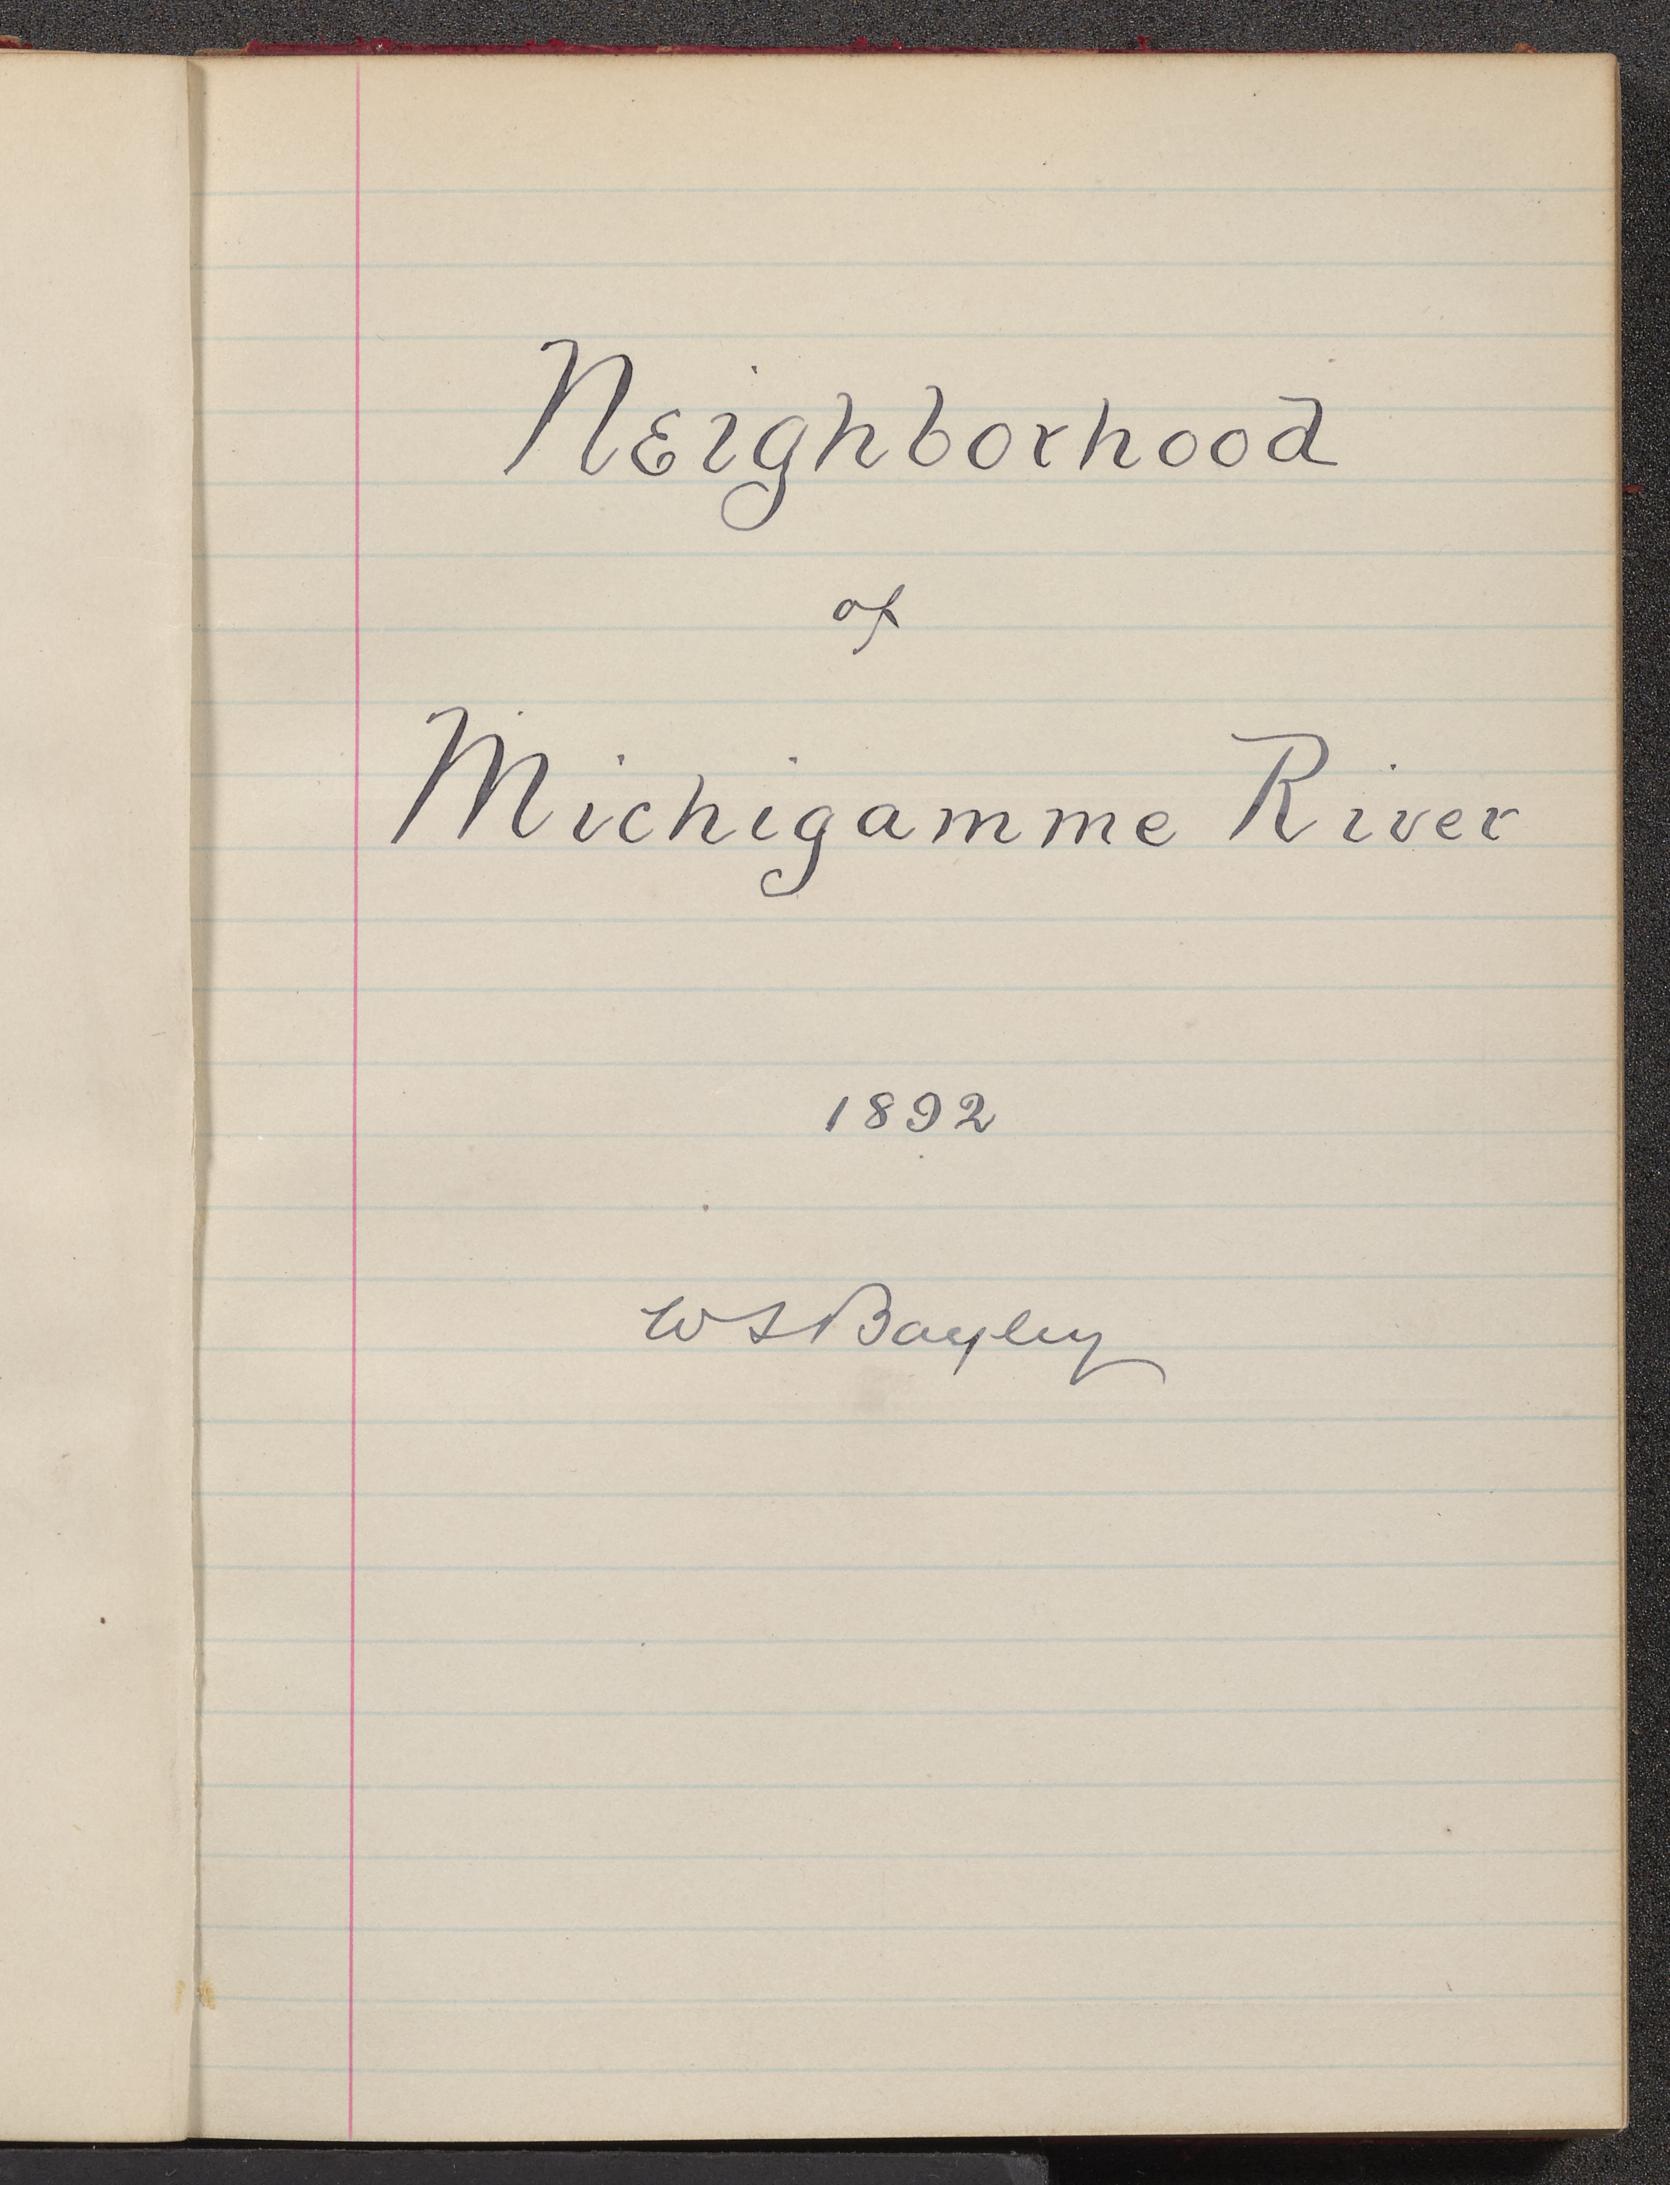 Neighborhood
of
Michigamme River
1892
W S Bayley